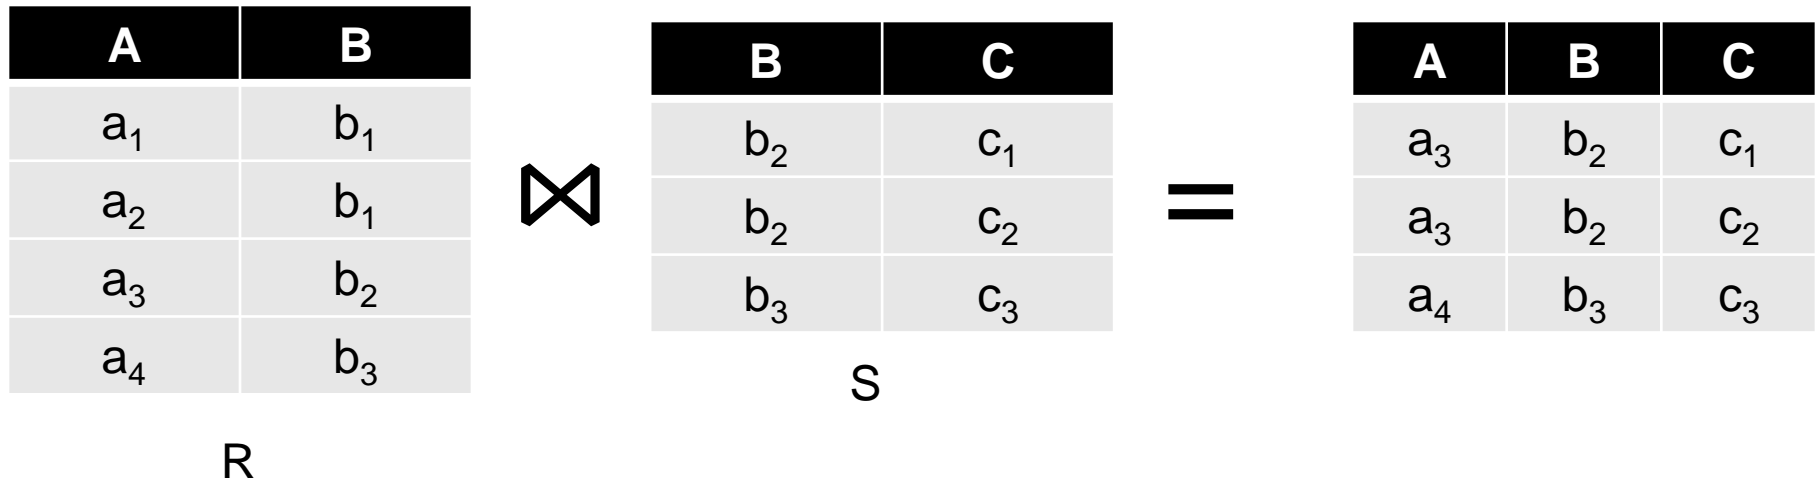 A B
a₁ b₁
a₂ b₁
a₃ b₂
a₄ b₃
R
⋈
B C
b₂ c₁
b₂ c₂
b₃ c₃
S
=
A B C
a₃ b₂ c₁
a₃ b₂ c₂
a₄ b₃ c₃